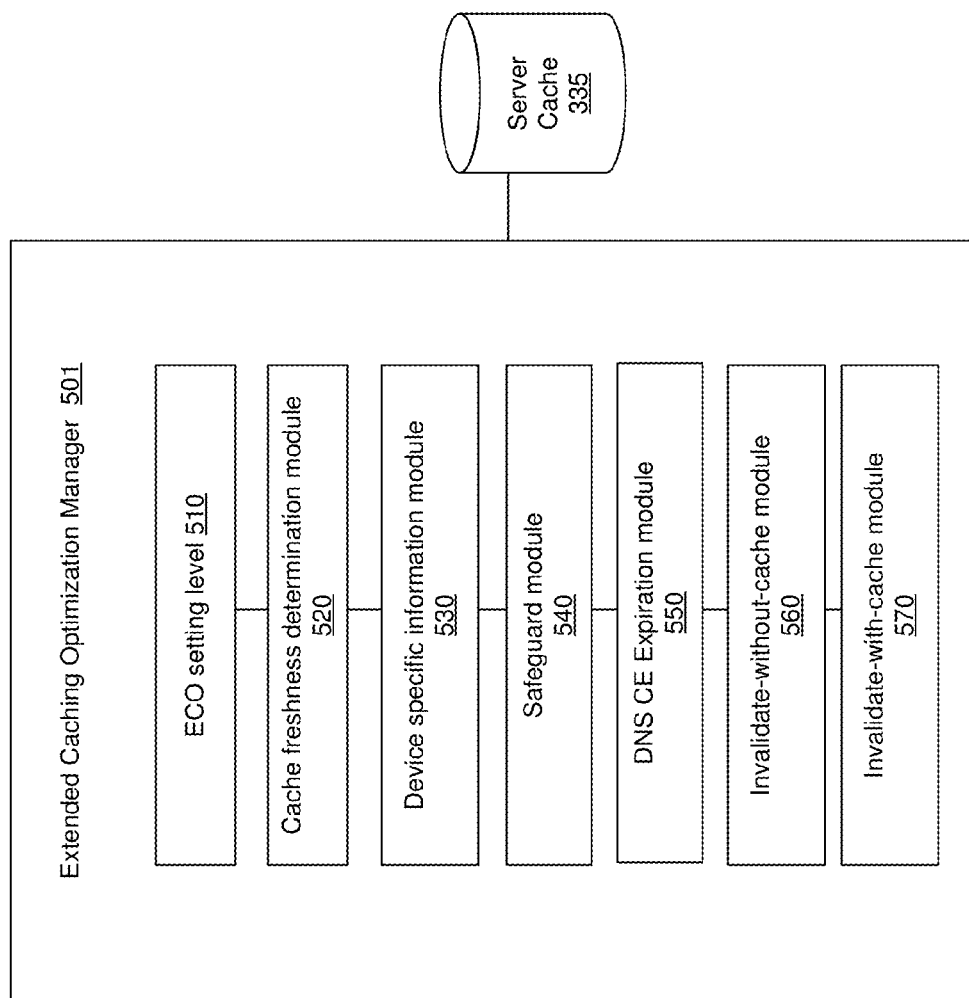 Extended Caching Optimization Manager 501
ECO setting level 510
Cache freshness determination module
520
Device specific information module
530
Safeguard module
540
DNS CE Expiration module
550
Invalidate-without-cache module
560
Invalidate-with-cache module
570
Server
Cache
335